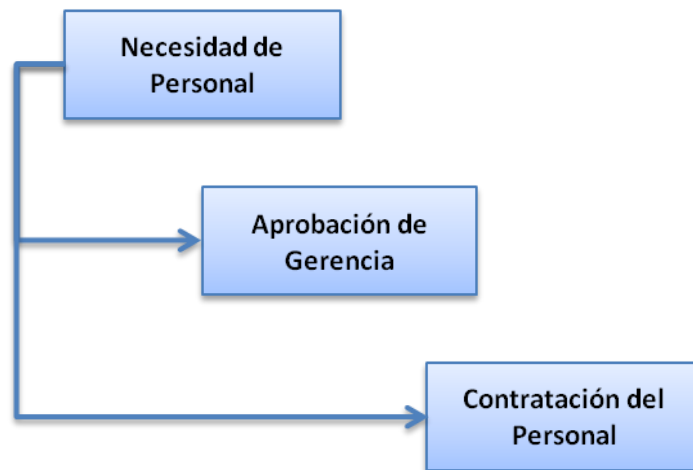 Necesidad de
Personal
Aprobación de
Gerencia
Contratación del
Personal